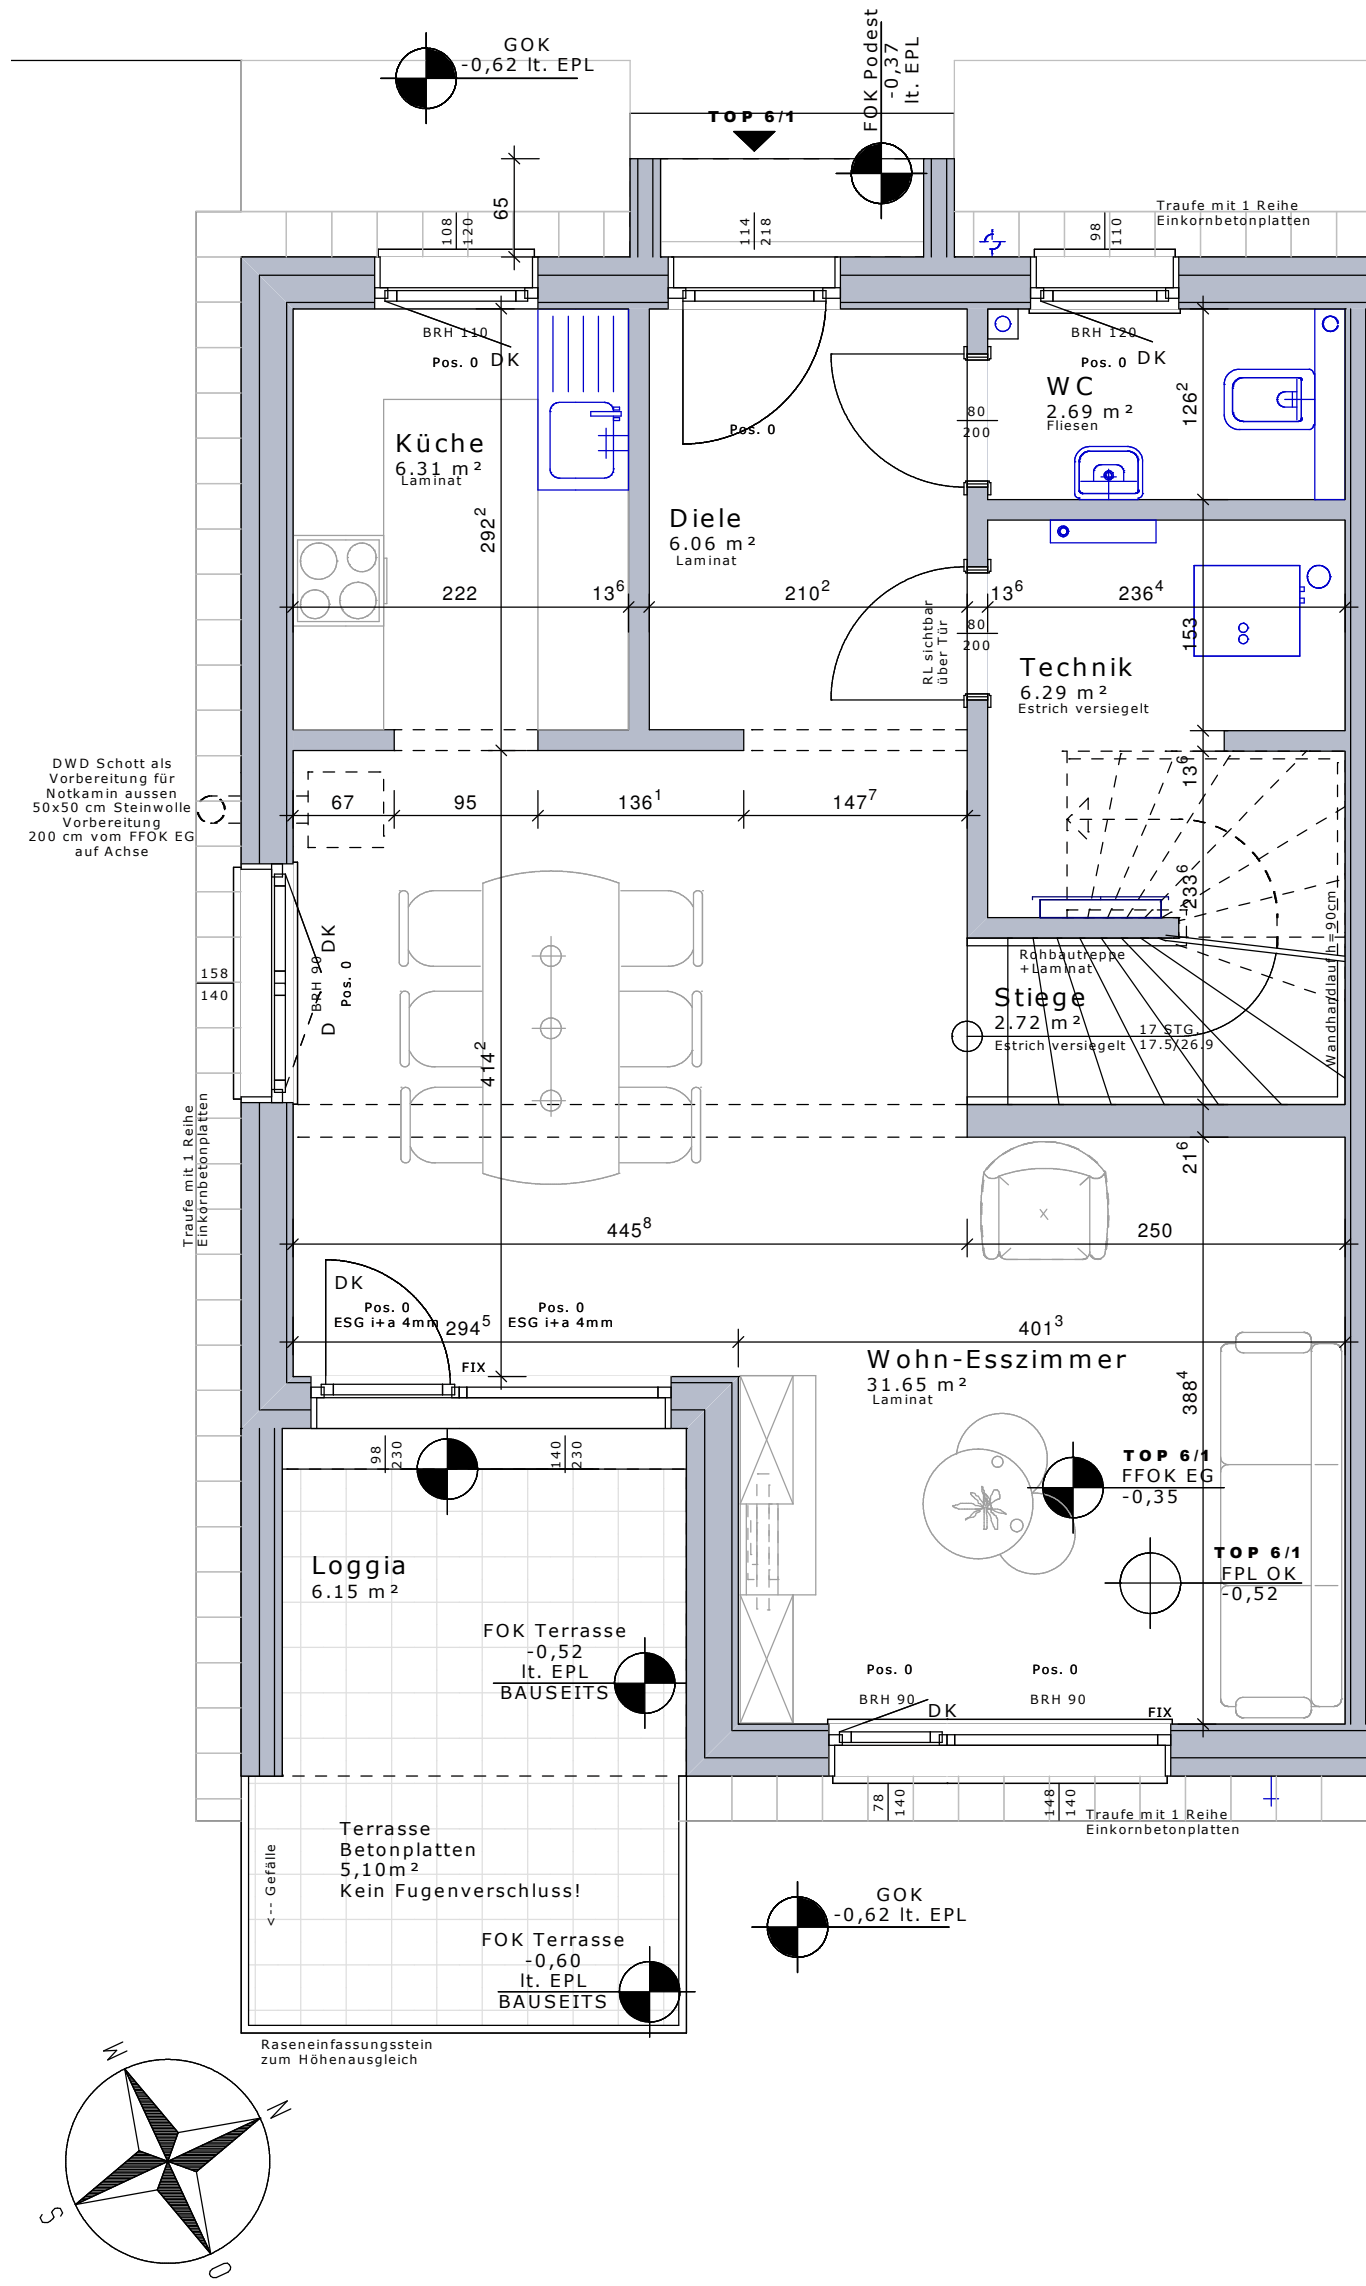 GOK
-0,62 lt. EPL
FOK Podest
-0,37
lt. EPL
TOP 6/1
65
108
120
114
218
98
110
Traufe mit 1 Reihe
Einkornbetonplatten
BRH 110
Pos. 0 DK
BRH 120
Pos. 0 DK
Pos. 0
WC
2.69 m²
Fliesen
126²
80
200
Küche
6.31 m²
Laminat
292²
Diele
6.06 m²
Laminat
222
13⁶
210²
13⁶
236⁴
80
200
RL sichtbar
über Tür
153
Technik
6.29 m²
Estrich versiegelt
13⁶
DWD Schott als
Vorbereitung für
Notkamin aussen
50x50 cm Steinwolle
Vorbereitung
200 cm vom FFOK EG
auf Achse
67
95
136¹
147⁷
233⁶
158
140
BRH 90
D
DK
Pos. 0
414²
Rohbautreppe
+Laminat
Stiege
2.72 m²
Estrich versiegelt
17 STG.
17.5/26.9
Wandhandlauf h=90cm
Traufe mit 1 Reihe
Einkornbetonplatten
21⁶
445⁸
250
DK
Pos. 0
ESG i+a 4mm
Pos. 0
ESG i+a 4mm
294⁵
401³
FIX
Wohn-Esszimmer
31.65 m²
Laminat
388⁴
98
230
140
230
TOP 6/1
FFOK EG
-0,35
TOP 6/1
FPL OK
-0,52
Loggia
6.15 m²
FOK Terrasse
-0,52
lt. EPL
BAUSEITS
Pos. 0
Pos. 0
BRH 90
DK
BRH 90
FIX
78
140
148
140
Traufe mit 1 Reihe
Einkornbetonplatten
Terrasse
Betonplatten
5,10m²
Kein Fugenverschluss!
<--- Gefälle
GOK
-0,62 lt. EPL
FOK Terrasse
-0,60
lt. EPL
BAUSEITS
Raseneinfassungsstein
zum Höhenausgleich
W
N
S
O